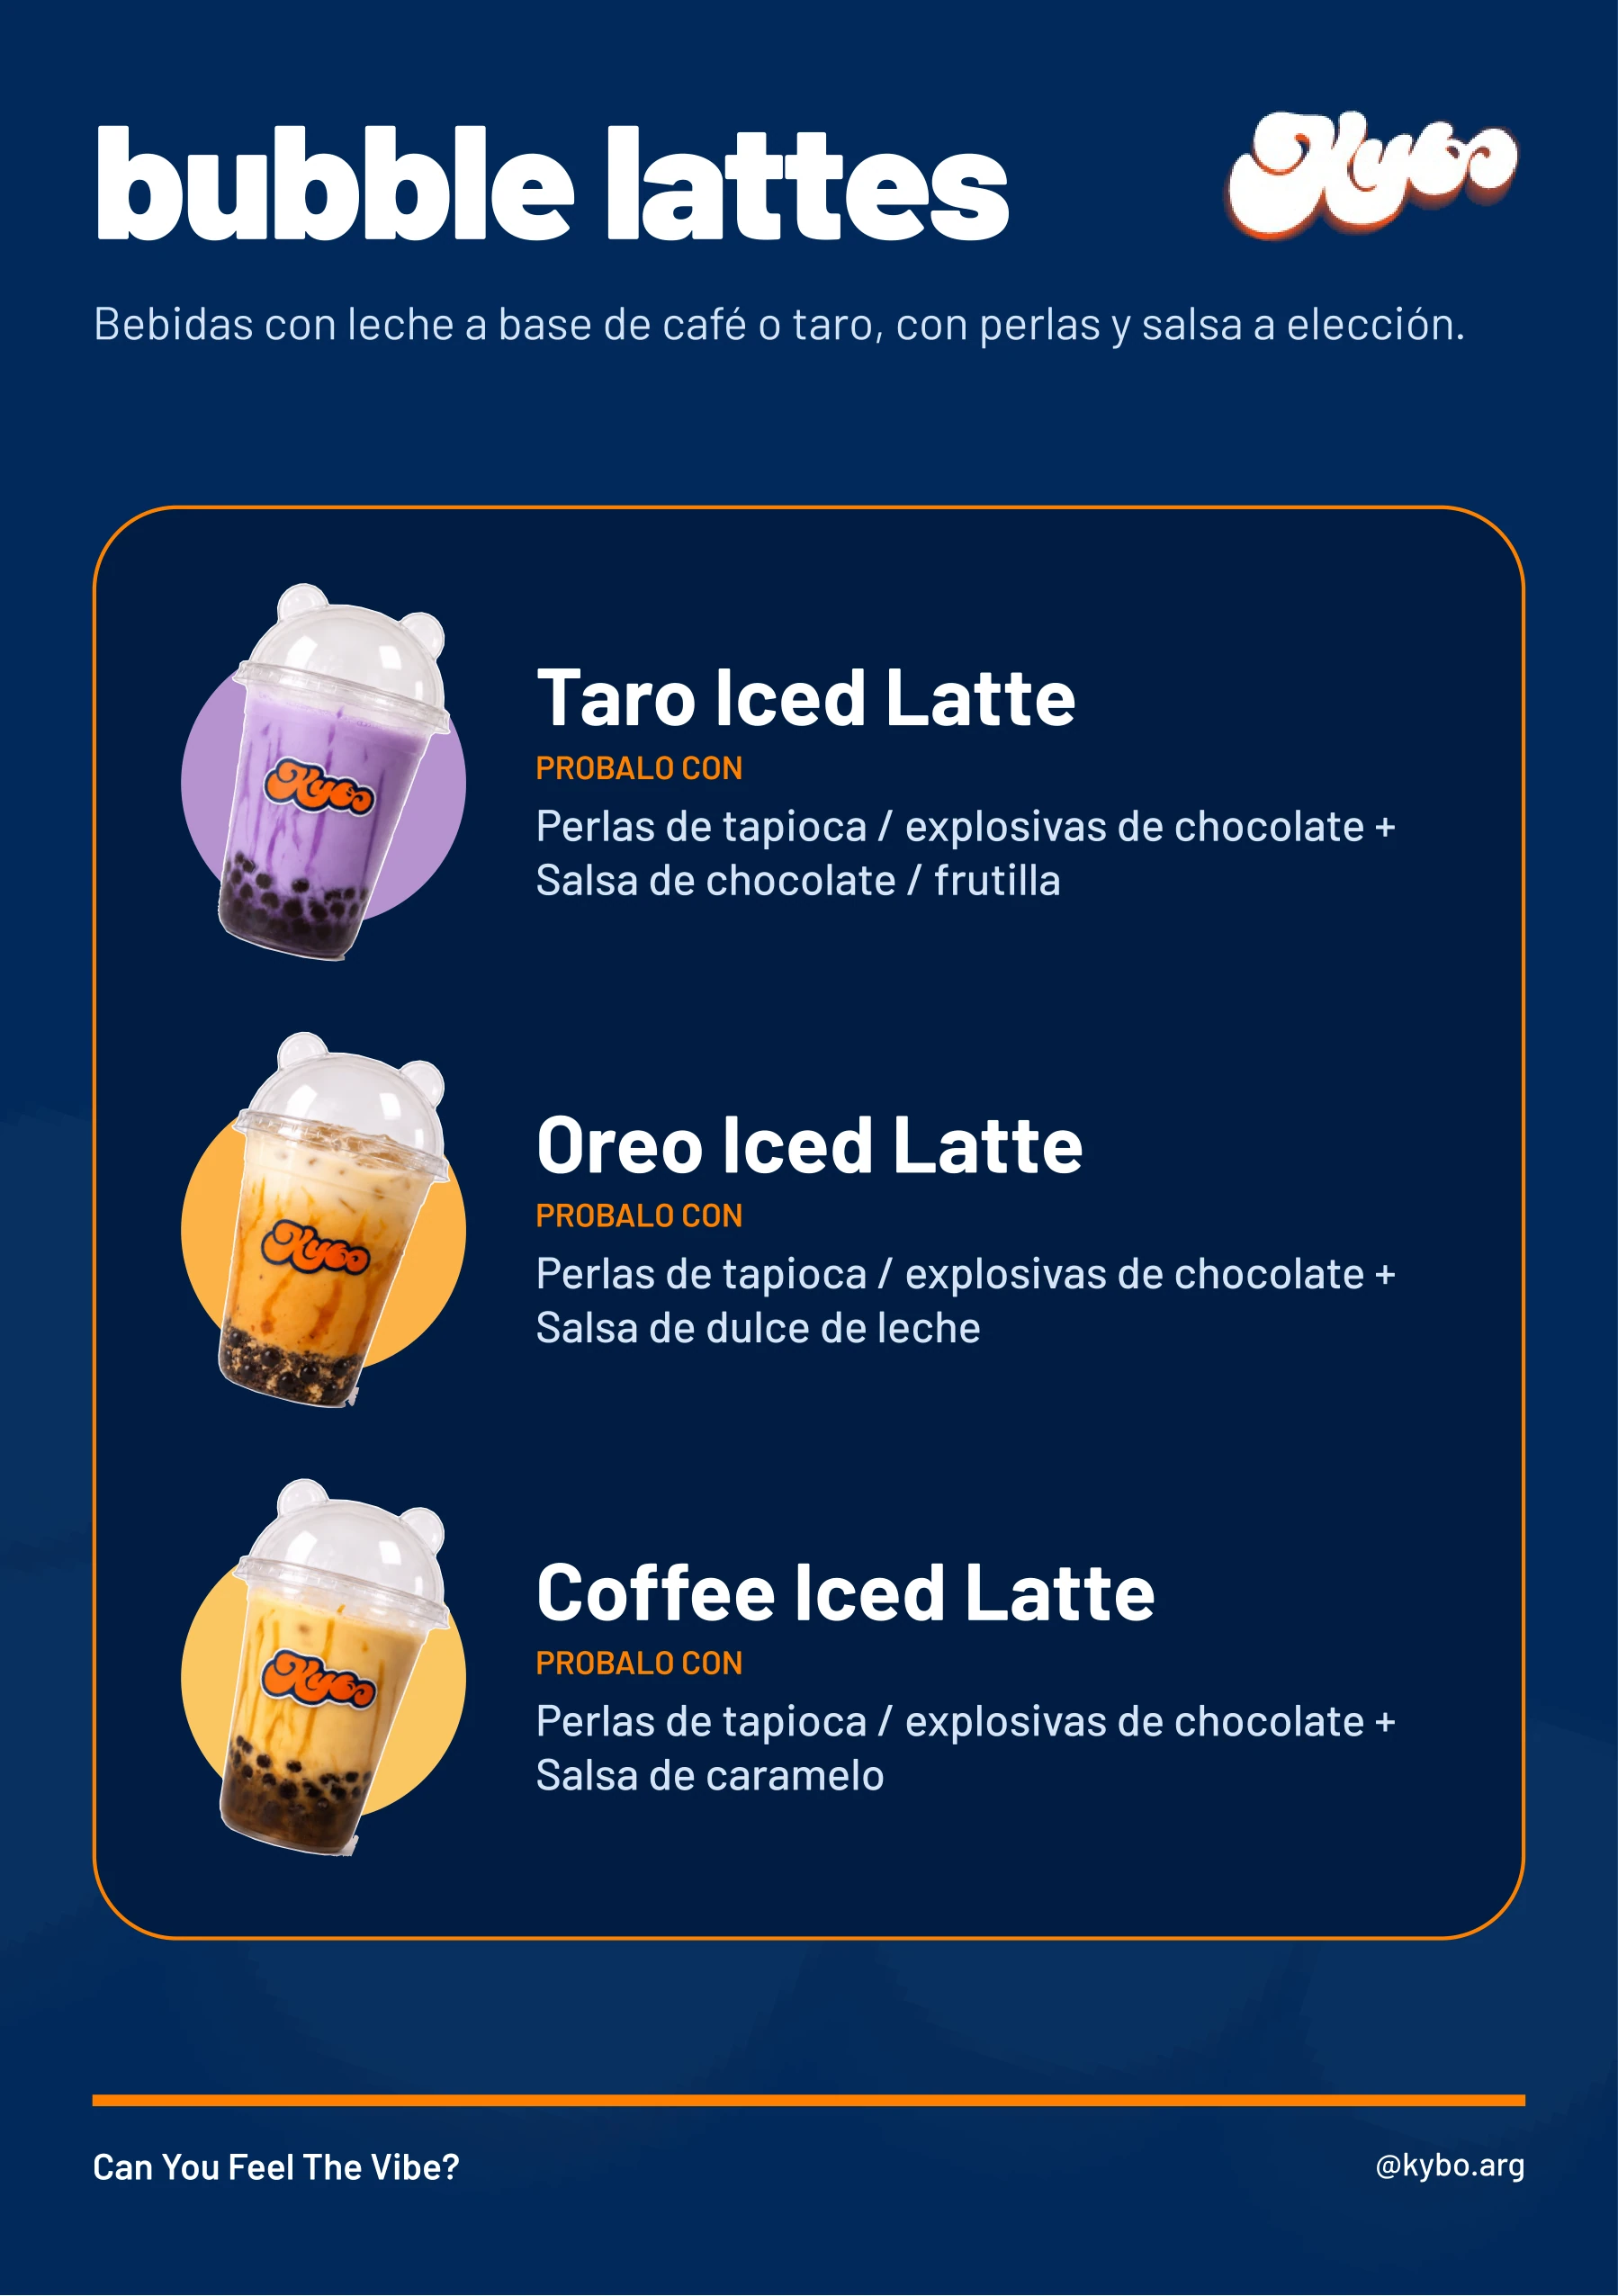 bubble lattes
Kybo
Bebidas con leche a base de café o taro, con perlas y salsa a elección.
Taro Iced Latte
PROBALO CON
Perlas de tapioca / explosivas de chocolate +
Salsa de chocolate / frutilla
Kybo
Oreo Iced Latte
PROBALO CON
Perlas de tapioca / explosivas de chocolate +
Salsa de dulce de leche
Kybo
Coffee Iced Latte
PROBALO CON
Perlas de tapioca / explosivas de chocolate +
Salsa de caramelo
Kybo
Can You Feel The Vibe?
@kybo.arg